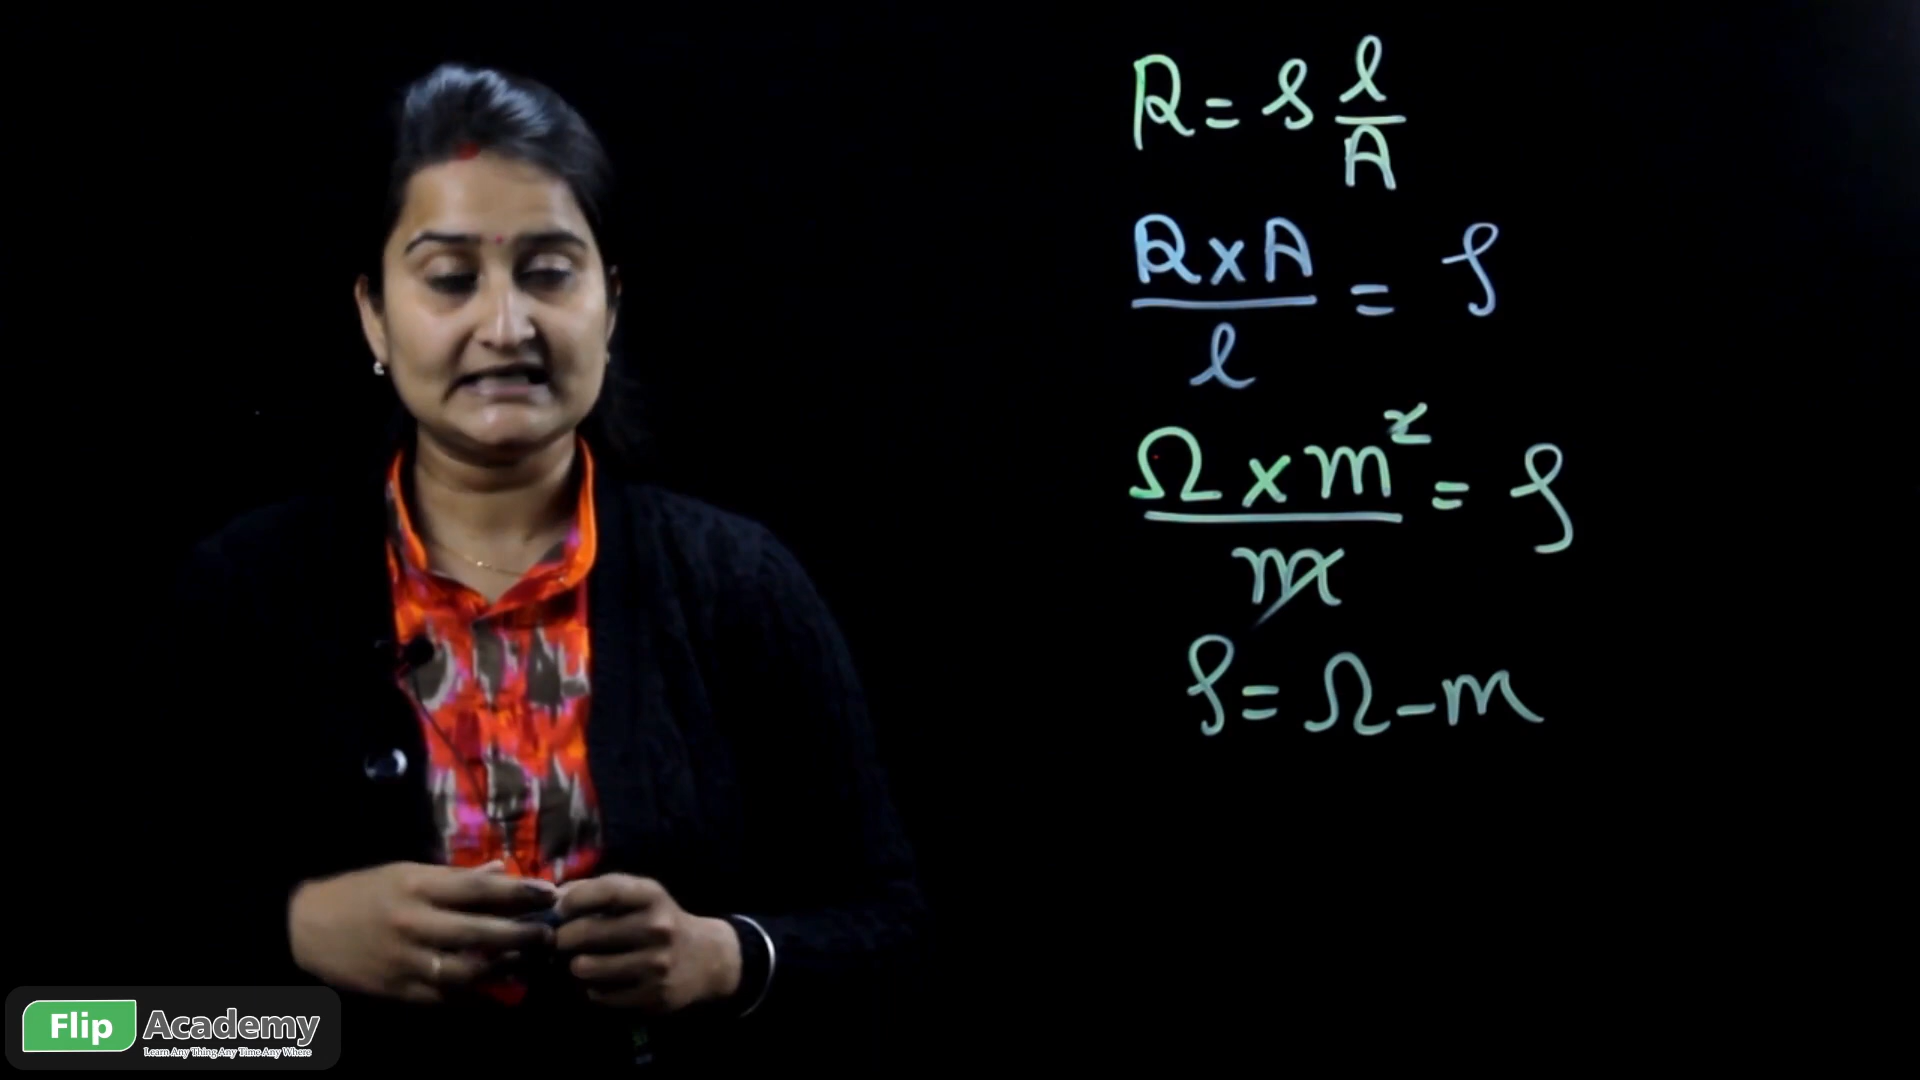 R = ρ l/A
R x A / l = ρ
Ω x m² / m = ρ
ρ = Ω - m
Flip Academy
Learn Any Thing Any Time Any Where